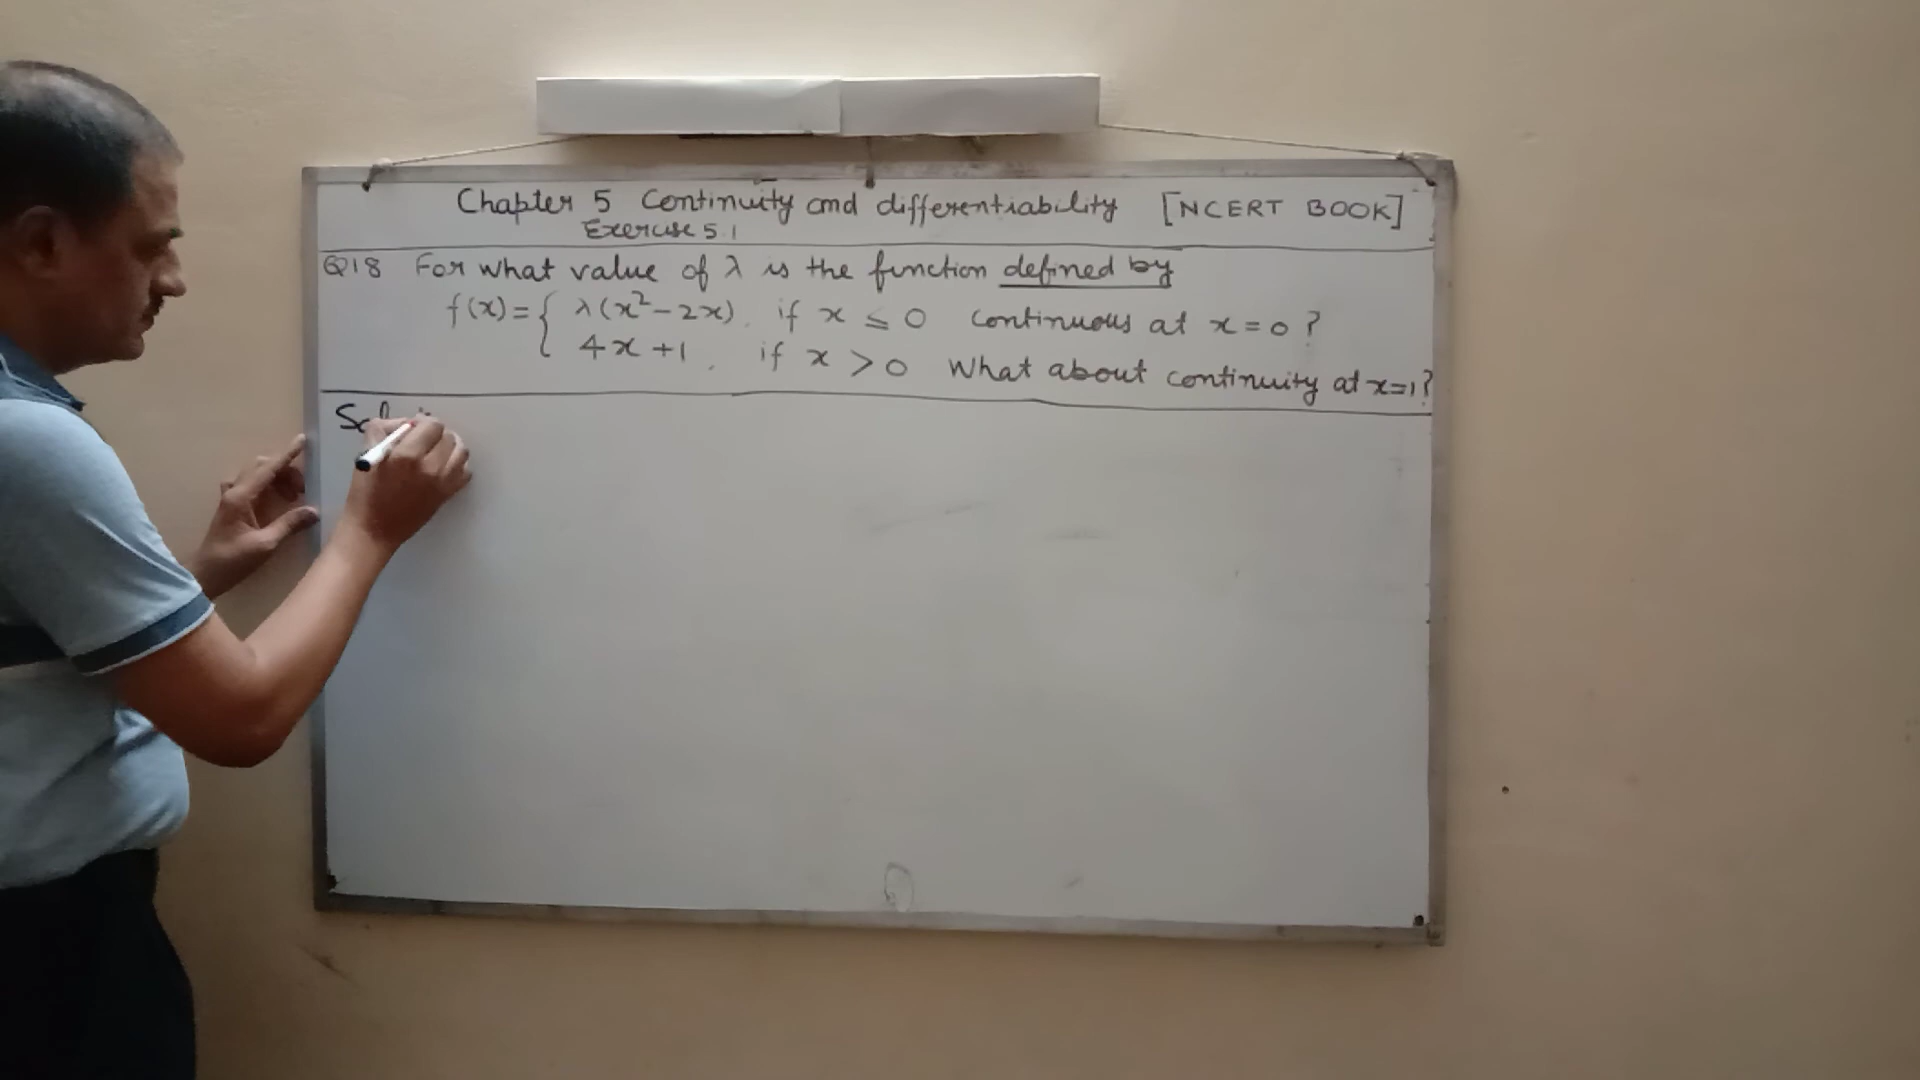 Chapter 5 Continuity and differentiability [NCERT BOOK]
Exercise 5.1
Q18 For what value of λ is the function defined by
f(x) = { λ(x² - 2x), if x ≤ 0 continuous at x = 0 ?
4x + 1, if x > 0 What about continuity at x=1?